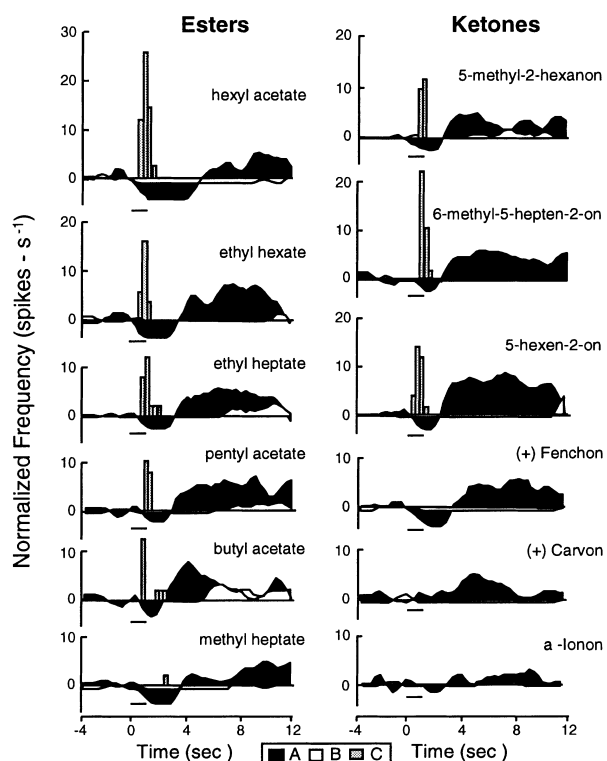 Esters
Ketones
Normalized Frequency (spikes - s⁻¹)
30
20
10
0
hexyl acetate
20
10
0
ethyl hexate
10
0
ethyl heptate
10
0
pentyl acetate
10
0
butyl acetate
10
0
methyl heptate
-4 0 4 8 12
Time (sec )
20
10
0
5-methyl-2-hexanon
20
10
0
6-methyl-5-hepten-2-on
20
10
0
5-hexen-2-on
10
0
(+) Fenchon
10
0
(+) Carvon
10
0
a -Ionon
-4 0 4 8 12
Time (sec )
A B C